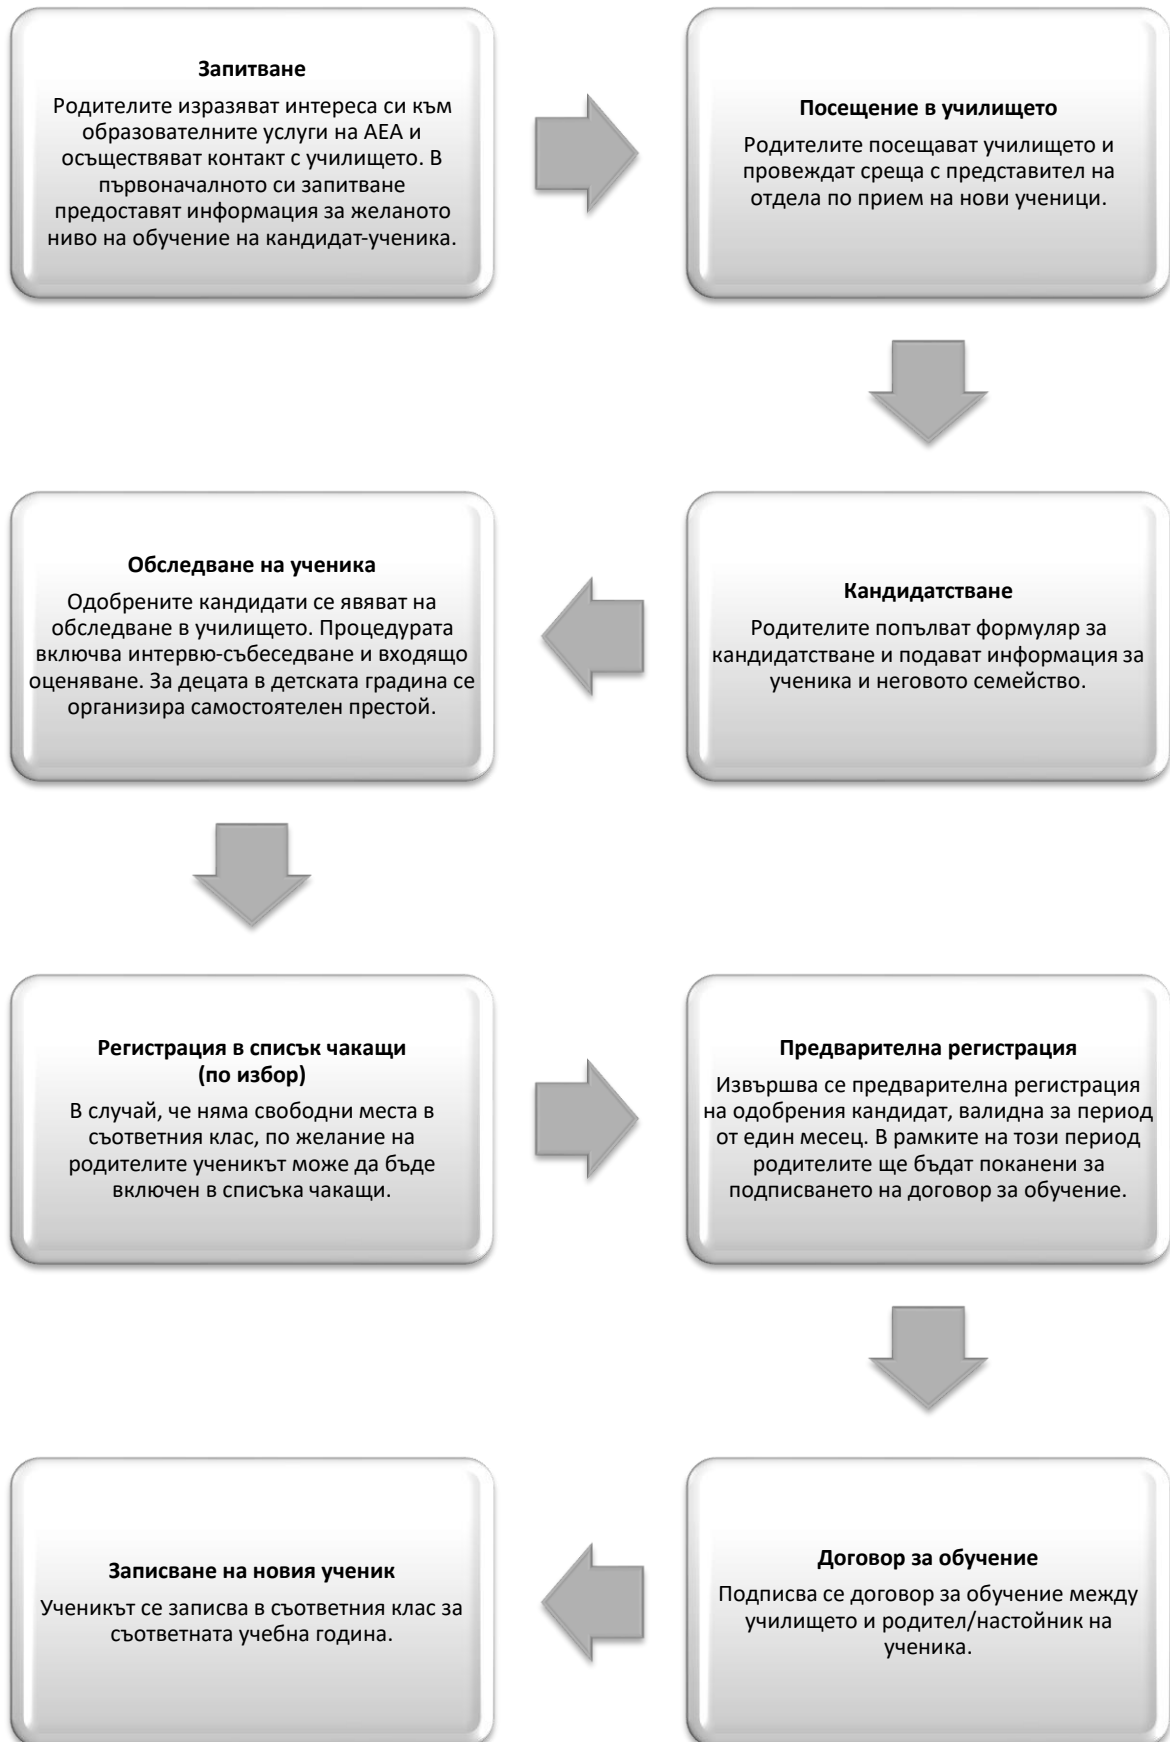 Запитване
Родителите изразяват интереса си към
образователните услуги на АЕА и
осъществяват контакт с училището. В
първоначалното си запитване
предоставят информация за желаното
ниво на обучение на кандидат-ученика.
Посещение в училището
Родителите посещават училището и
провеждат среща с представител на
отдела по прием на нови ученици.
Кандидатстване
Родителите попълват формуляр за
кандидатстване и подават информация за
ученика и неговото семейство.
Обследване на ученика
Одобрените кандидати се явяват на
обследване в училището. Процедурата
включва интервю-събеседване и входящо
оценяване. За децата в детската градина се
организира самостоятелен престой.
Регистрация в списък чакащи
(по избор)
В случай, че няма свободни места в
съответния клас, по желание на
родителите ученикът може да бъде
включен в списъка чакащи.
Предварителна регистрация
Извършва се предварителна регистрация
на одобрения кандидат, валидна за период
от един месец. В рамките на този период
родителите ще бъдат поканени за
подписването на договор за обучение.
Договор за обучение
Подписва се договор за обучение между
училището и родител/настойник на
ученика.
Записване на новия ученик
Ученикът се записва в съответния клас за
съответната учебна година.